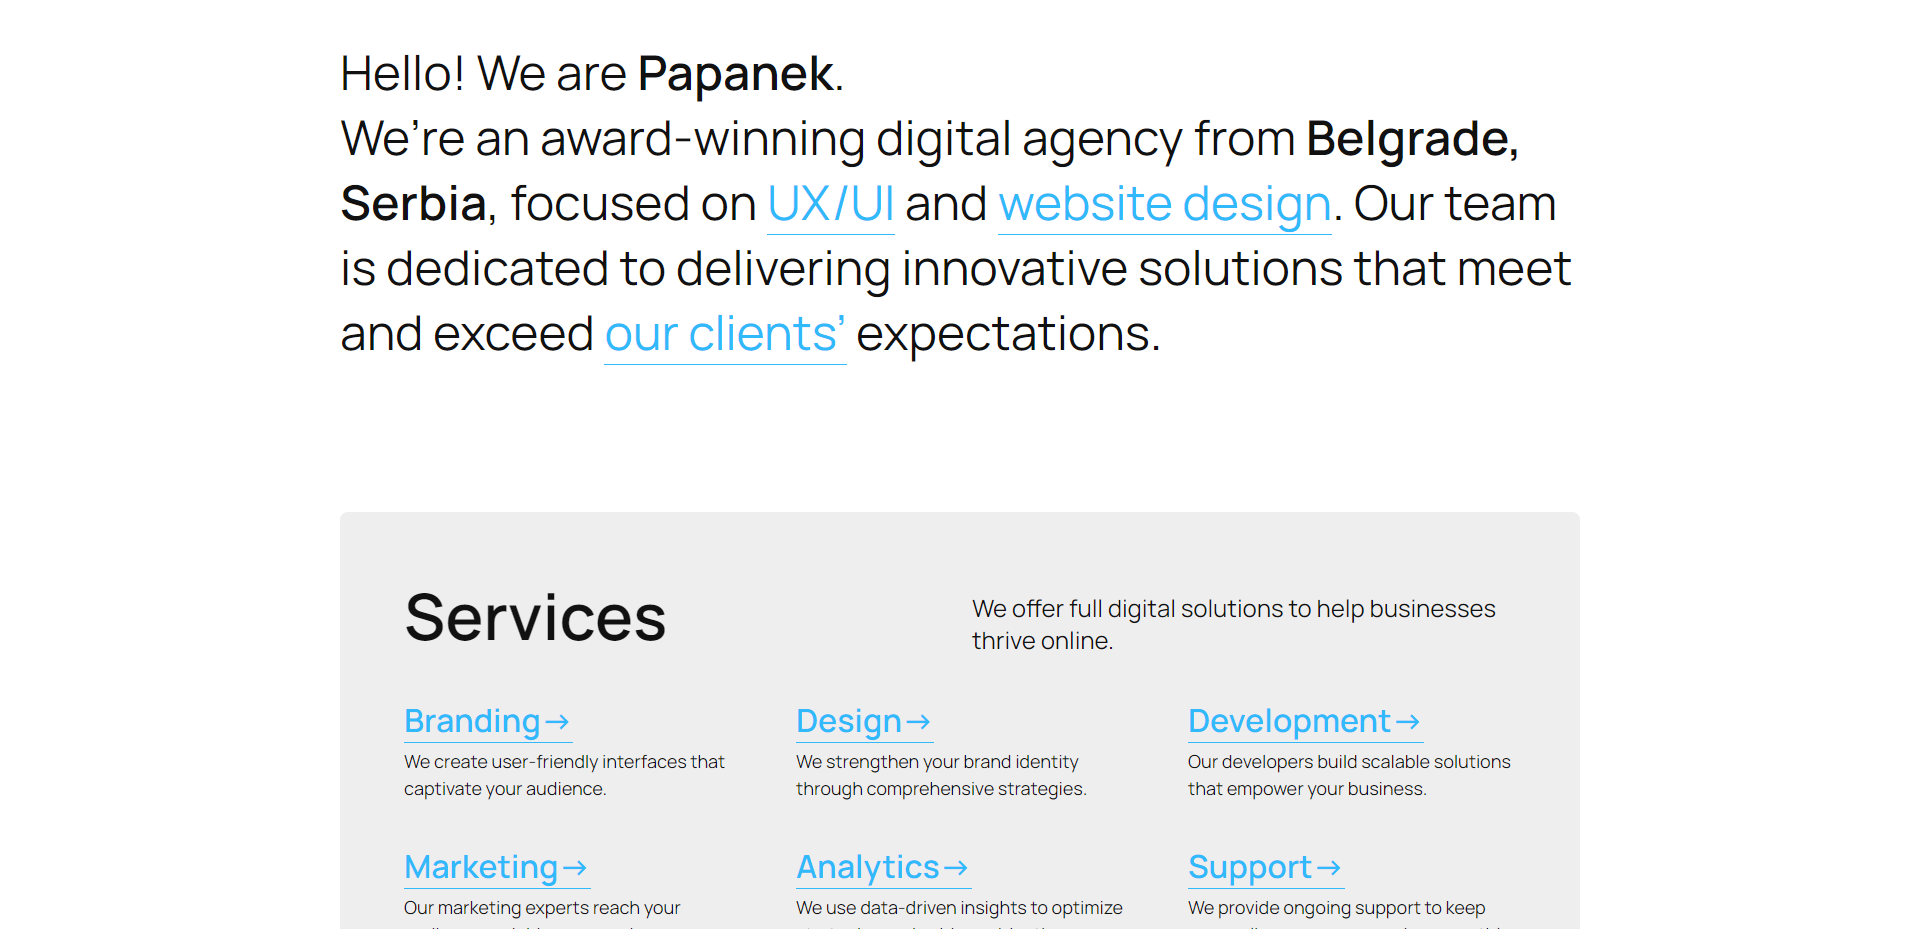 Hello! We are Papanek.
We’re an award-winning digital agency from Belgrade,
Serbia, focused on UX/UI and website design. Our team
is dedicated to delivering innovative solutions that meet
and exceed our clients’ expectations.
Services
We offer full digital solutions to help businesses
thrive online.
Branding→
We create user-friendly interfaces that
captivate your audience.
Design→
We strengthen your brand identity
through comprehensive strategies.
Development→
Our developers build scalable solutions
that empower your business.
Marketing→
Our marketing experts reach your
Analytics→
We use data-driven insights to optimize
Support→
We provide ongoing support to keep